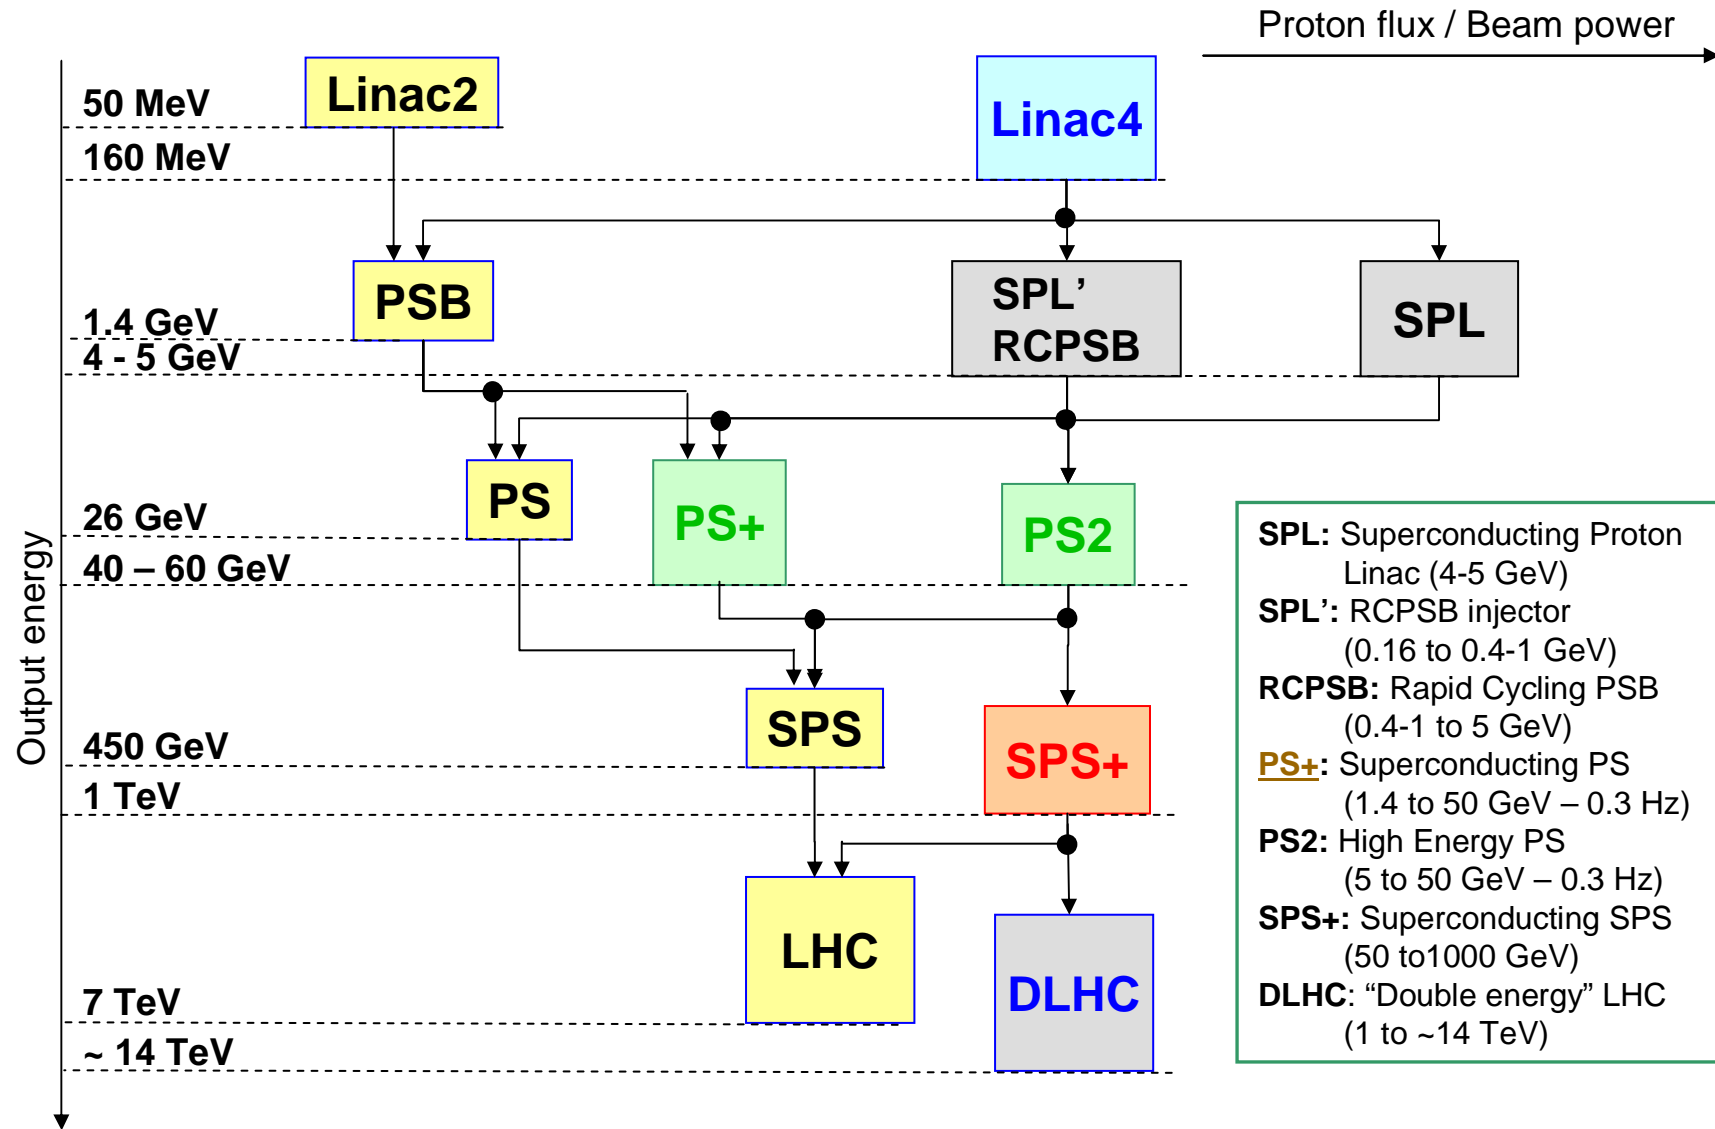 Proton flux / Beam power
Linac2
Linac4
50 MeV
160 MeV
PSB
SPL’
RCPSB
SPL
1.4 GeV
4 - 5 GeV
PS
PS+
PS2
26 GeV
40 – 60 GeV
Output energy
SPS
SPS+
450 GeV
1 TeV
LHC
DLHC
7 TeV
~ 14 TeV
SPL: Superconducting Proton
Linac (4-5 GeV)
SPL’: RCPSB injector
(0.16 to 0.4-1 GeV)
RCPSB: Rapid Cycling PSB
(0.4-1 to 5 GeV)
PS+: Superconducting PS
(1.4 to 50 GeV – 0.3 Hz)
PS2: High Energy PS
(5 to 50 GeV – 0.3 Hz)
SPS+: Superconducting SPS
(50 to1000 GeV)
DLHC: “Double energy” LHC
(1 to ~14 TeV)